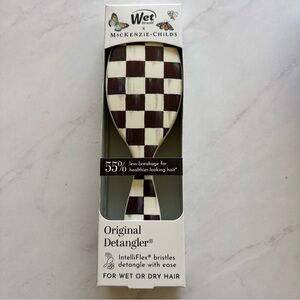 Wet
brush
x
MACKENZIE-CHILDS
55%
less breakage for
healthier-looking hair*
Original
Detangler®
IntelliFlex® bristles
detangle with ease
FOR WET OR DRY HAIR